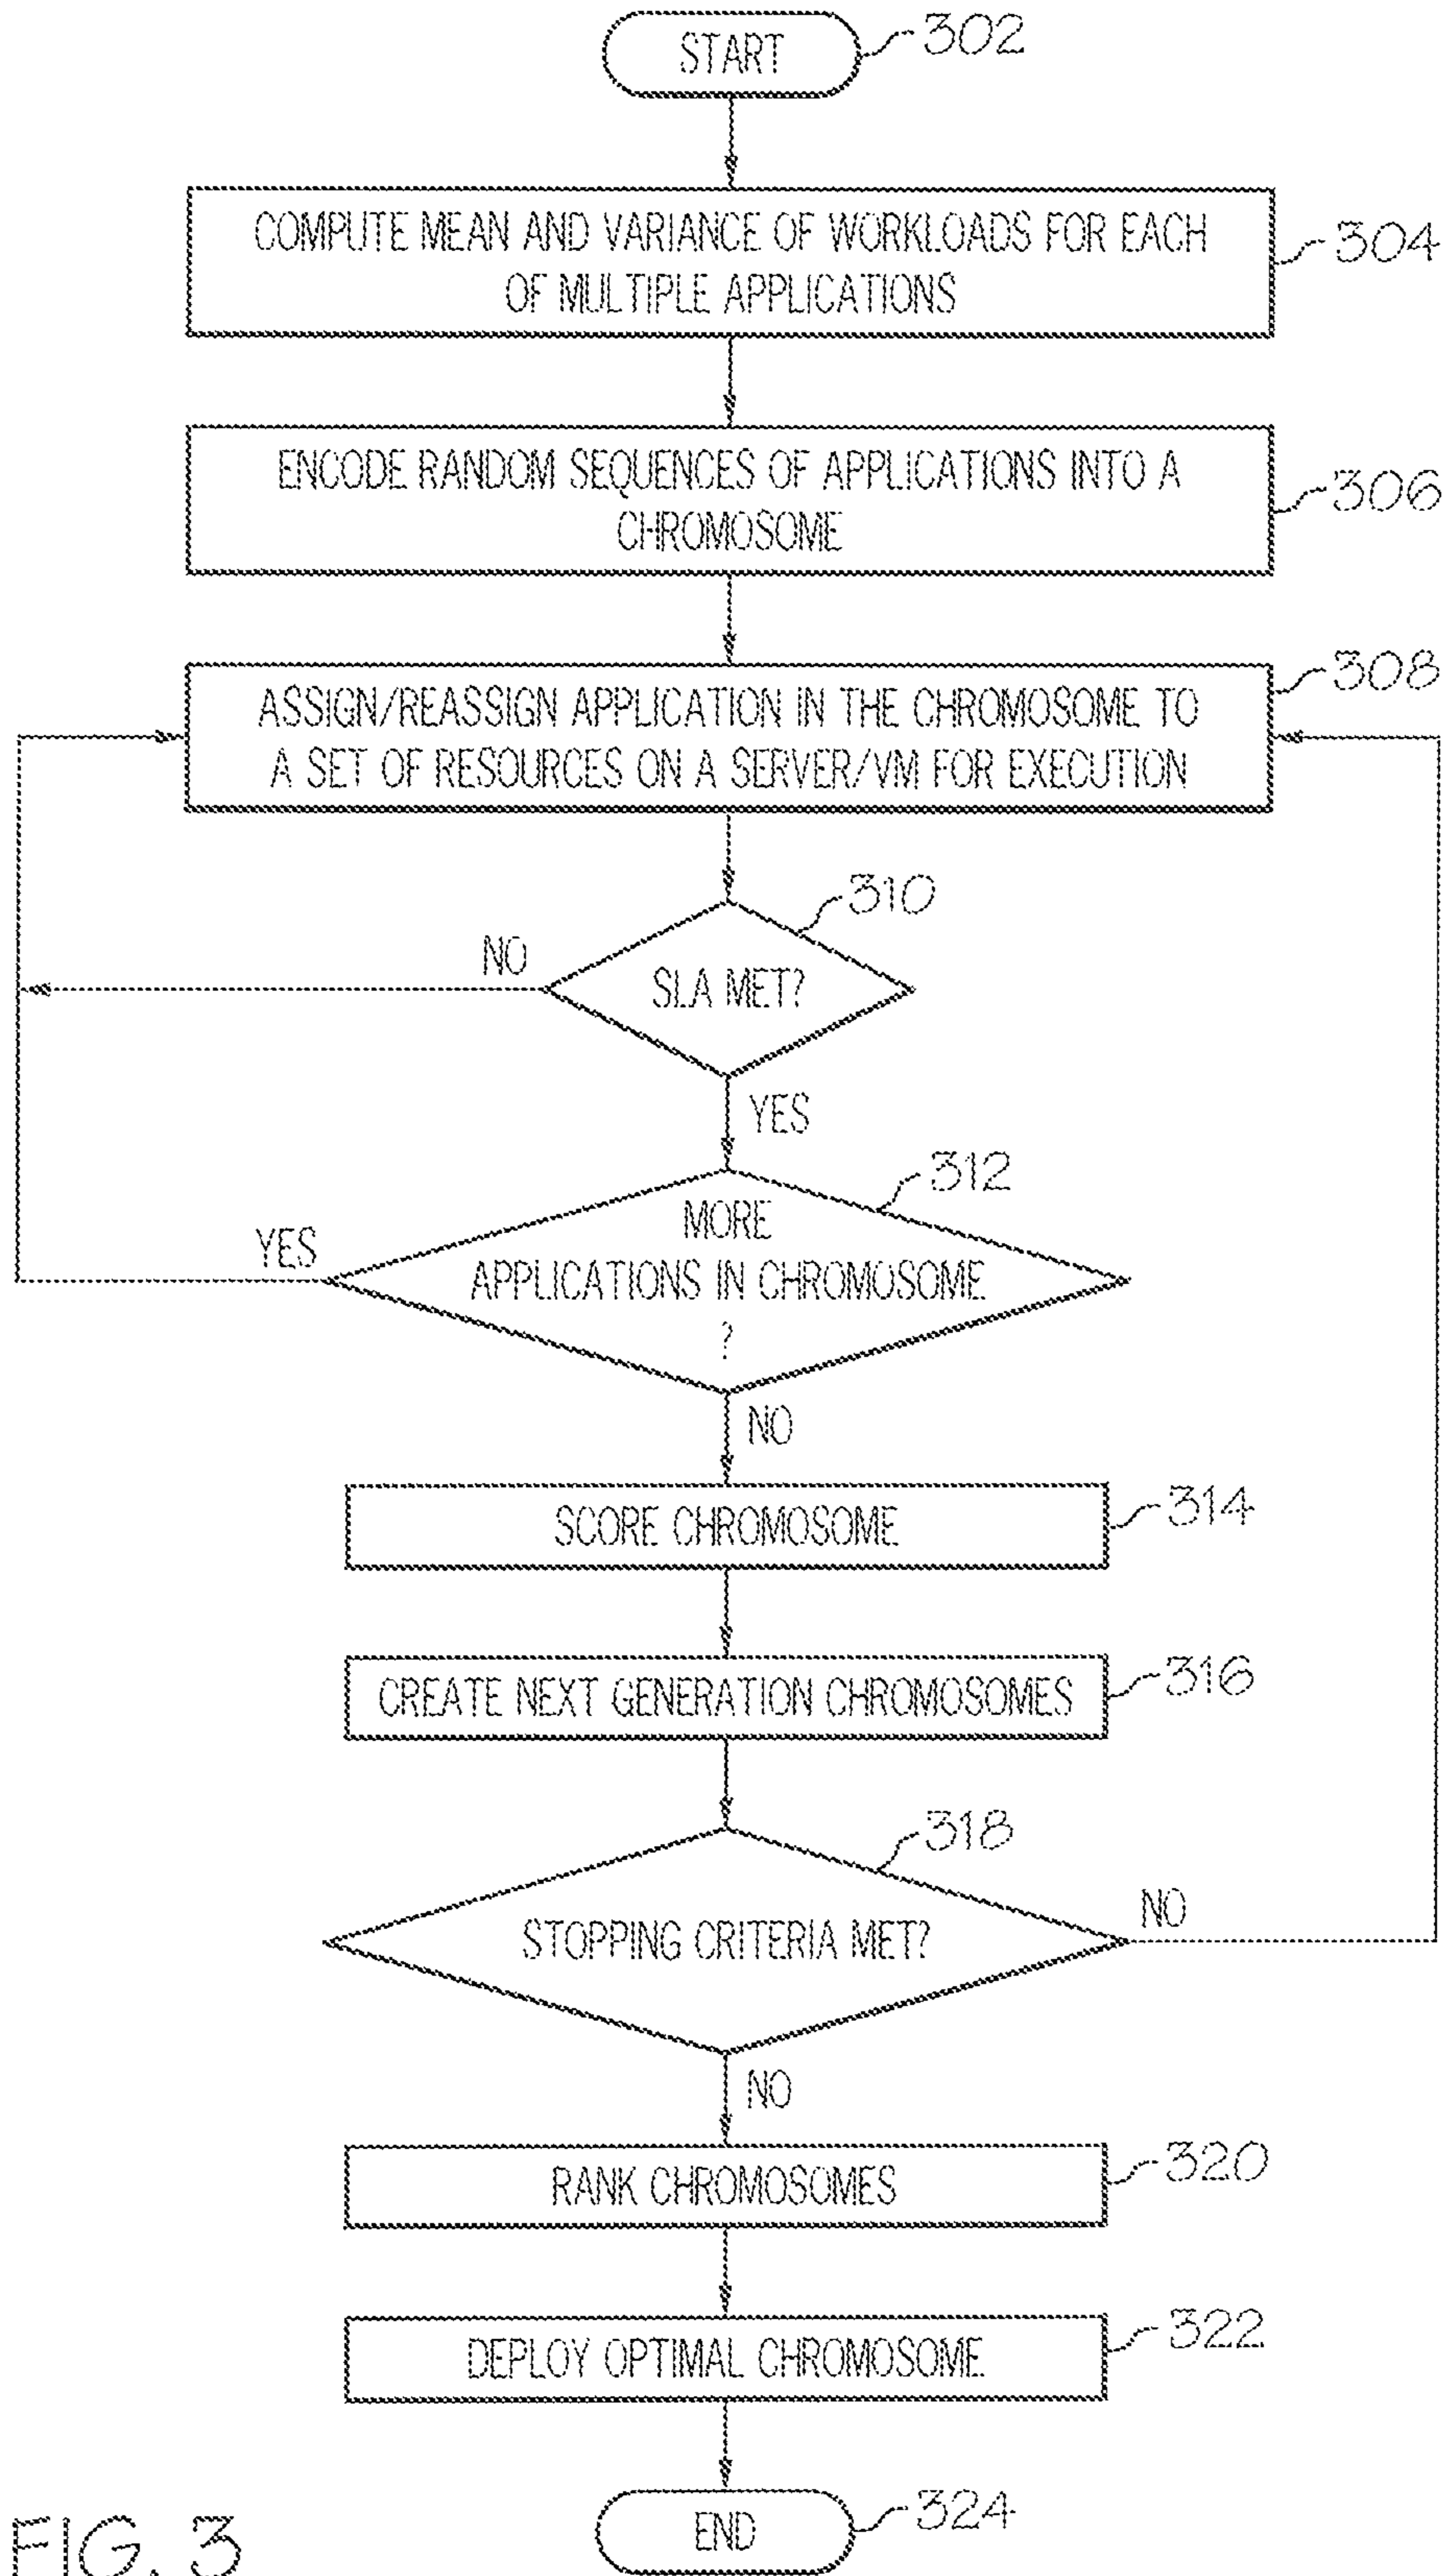 START
302
COMPUTE MEAN AND VARIANCE OF WORKLOADS FOR EACH
OF MULTIPLE APPLICATIONS
304
ENCODE RANDOM SEQUENCES OF APPLICATIONS INTO A
CHROMOSOME
306
ASSIGN/REASSIGN APPLICATION IN THE CHROMOSOME TO
A SET OF RESOURCES ON A SERVER/VM FOR EXECUTION
308
310
SLA MET?
NO
YES
312
MORE
APPLICATIONS IN CHROMOSOME
?
YES
NO
SCORE CHROMOSOME
314
CREATE NEXT GENERATION CHROMOSOMES
316
318
STOPPING CRITERIA MET?
NO
NO
RANK CHROMOSOMES
320
DEPLOY OPTIMAL CHROMOSOME
322
END
324
FIG. 3